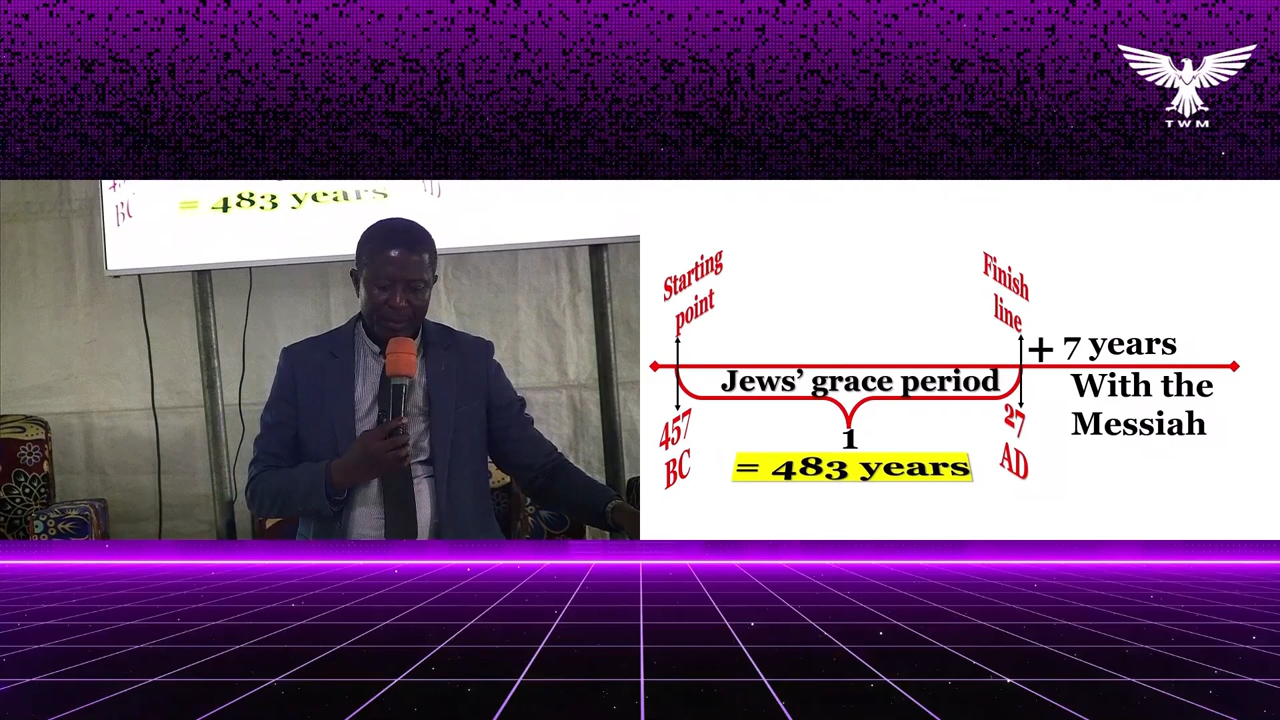 TWM
BC
= 483 years
Starting
point
Finish
line
+ 7 years
Jews’ grace period
With the
Messiah
457
BC
27
AD
1
= 483 years